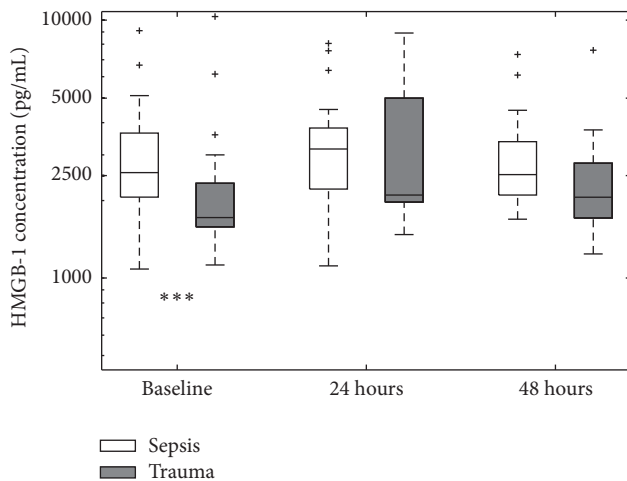 HMGB-1 concentration (pg/mL)
10000
5000
2500
1000
***
Baseline
24 hours
48 hours
Sepsis
Trauma